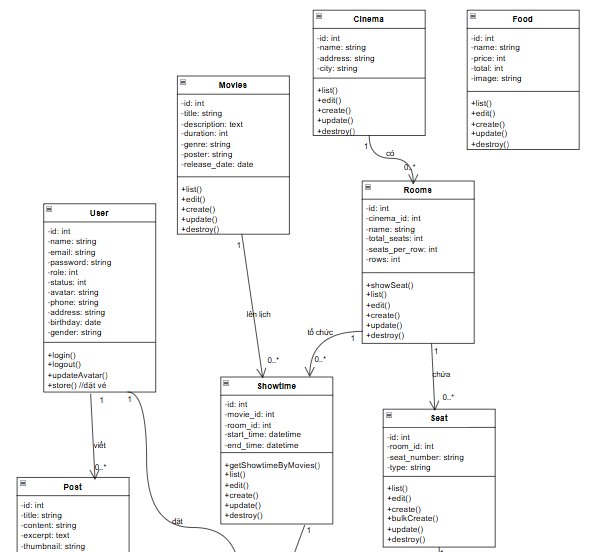 Cinema
-id: int
-name: string
-address: string
-city: string
+list()
+edit()
+create()
+update()
+destroy()
Food
-id: int
-name: string
-price: int
-total: int
-image: string
+list()
+edit()
+create()
+update()
+destroy()
Movies
-id: int
-title: string
-description: text
-duration: int
-genre: string
-poster: string
-release_date: date
+list()
+edit()
+create()
+update()
+destroy()
1
có
0..*
Rooms
-id: int
-cinema_id: int
-name: string
-total_seats: int
-seats_per_row: int
-rows: int
+showSeat()
+list()
+edit()
+create()
+update()
+destroy()
User
-id: int
-name: string
-email: string
-password: string
-role: int
-status: int
-avatar: string
-phone: string
-address: string
-birthday: date
-gender: string
+login()
+logout()
+updateAvatar()
+store() //đặt vé
1
lên lịch
0..*
1
tổ chức
0..*
1
chứa
0..*
Showtime
-id: int
-movie_id: int
-room_id: int
-start_time: datetime
-end_time: datetime
+getShowtimeByMovies()
+list()
+edit()
+create()
+update()
+destroy()
1
Seat
-id: int
-room_id: int
-seat_number: string
-type: string
+list()
+edit()
+create()
+bulkCreate()
+update()
+destroy()
1
viết
0..*
1
đặt
Post
-id: int
-title: string
-content: string
-excerpt: text
-thumbnail: string